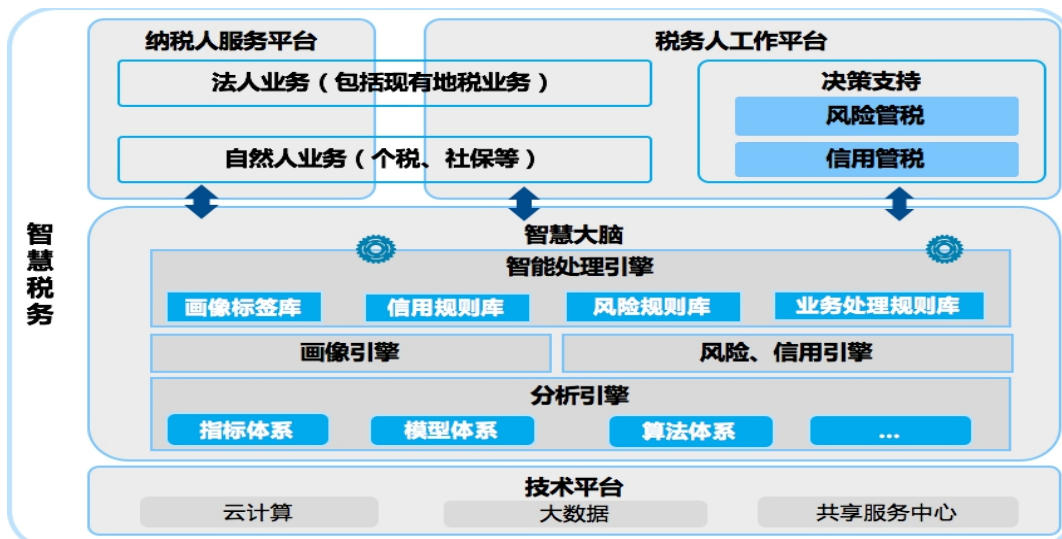 纳税人服务平台
税务人工作平台
法人业务（包括现有地税业务）
自然人业务（个税、社保等）
决策支持
风险管税
信用管税
智慧税务
智慧大脑
智能处理引擎
画像标签库
信用规则库
风险规则库
业务处理规则库
画像引擎
风险、信用引擎
分析引擎
指标体系
模型体系
算法体系
...
技术平台
云计算
大数据
共享服务中心